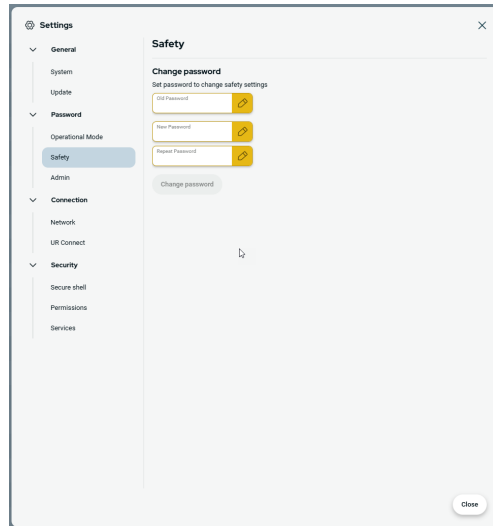 Settings
General
System
Update
Password
Operational Mode
Safety
Admin
Connection
Network
UR Connect
Security
Secure shell
Permissions
Services
Safety
Change password
Set password to change safety settings
Old Password
New Password
Repeat Password
Change password
Close